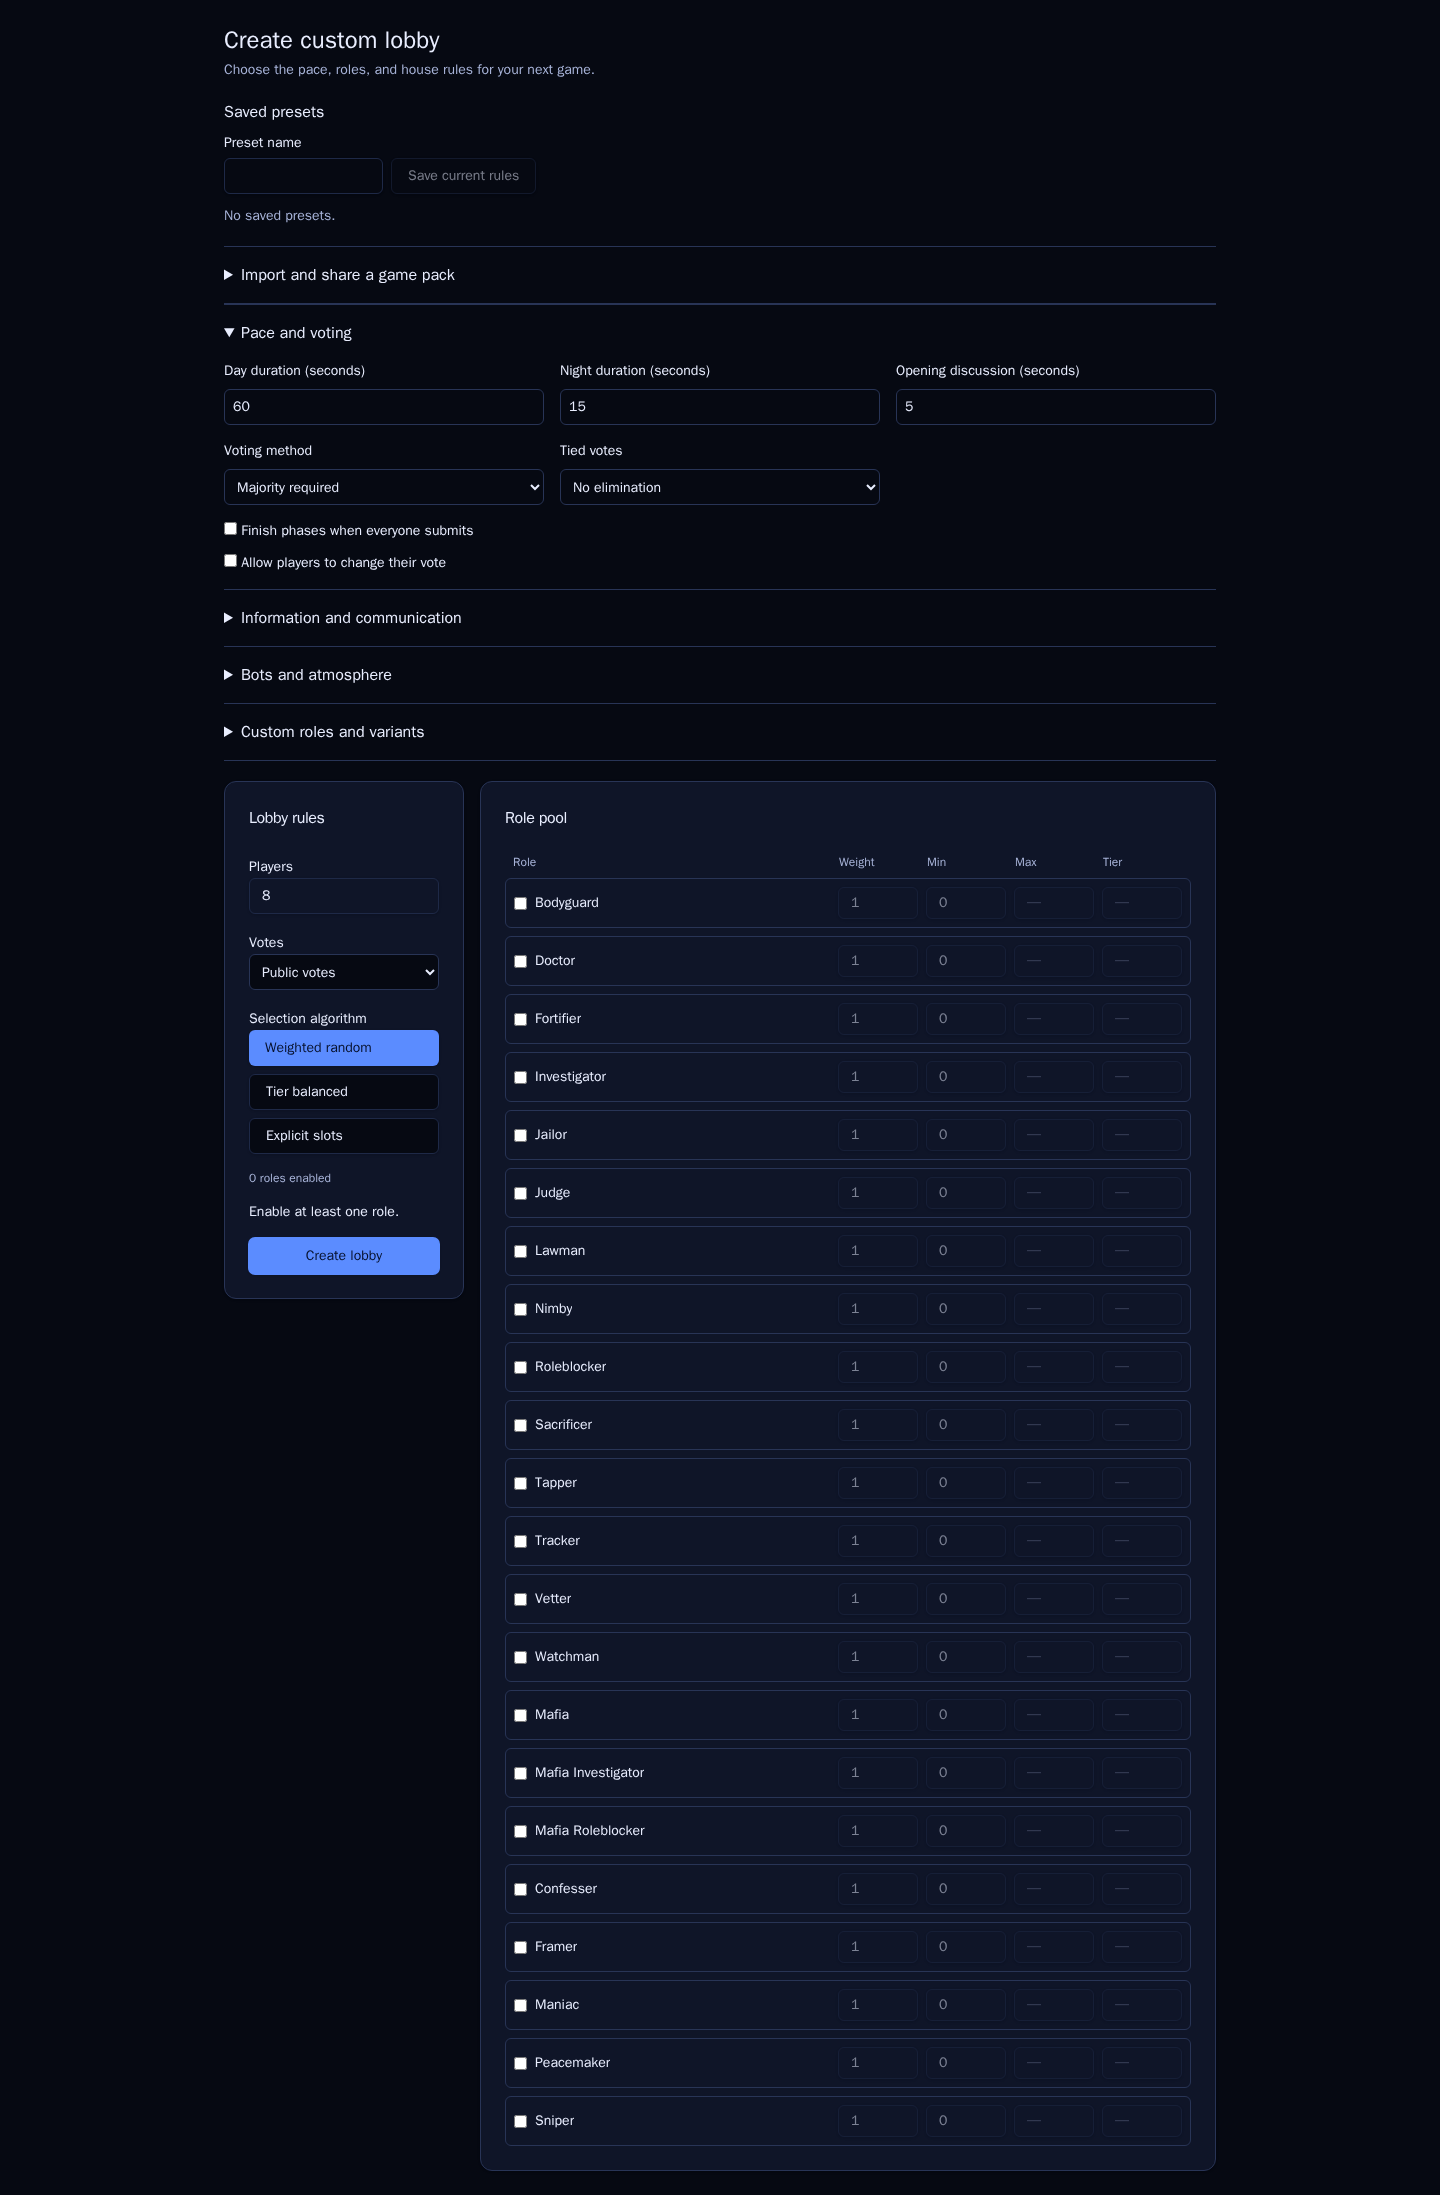 Create custom lobby
Choose the pace, roles, and house rules for your next game.
Saved presets
Preset name
Save current rules
No saved presets.
Import and share a game pack
Pace and voting
Day duration (seconds) Night duration (seconds) Opening discussion (seconds)
60 15 5
Voting method Tied votes
Majority required No elimination
Finish phases when everyone submits
Allow players to change their vote
Information and communication
Bots and atmosphere
Custom roles and variants
Lobby rules
Players
8
Votes
Public votes
Selection algorithm
Weighted random
Tier balanced
Explicit slots
0 roles enabled
Enable at least one role.
Create lobby
Role pool
Role Weight Min Max Tier
Bodyguard 1 0 — —
Doctor 1 0 — —
Fortifier 1 0 — —
Investigator 1 0 — —
Jailor 1 0 — —
Judge 1 0 — —
Lawman 1 0 — —
Nimby 1 0 — —
Roleblocker 1 0 — —
Sacrificer 1 0 — —
Tapper 1 0 — —
Tracker 1 0 — —
Vetter 1 0 — —
Watchman 1 0 — —
Mafia 1 0 — —
Mafia Investigator 1 0 — —
Mafia Roleblocker 1 0 — —
Confesser 1 0 — —
Framer 1 0 — —
Maniac 1 0 — —
Peacemaker 1 0 — —
Sniper 1 0 — —